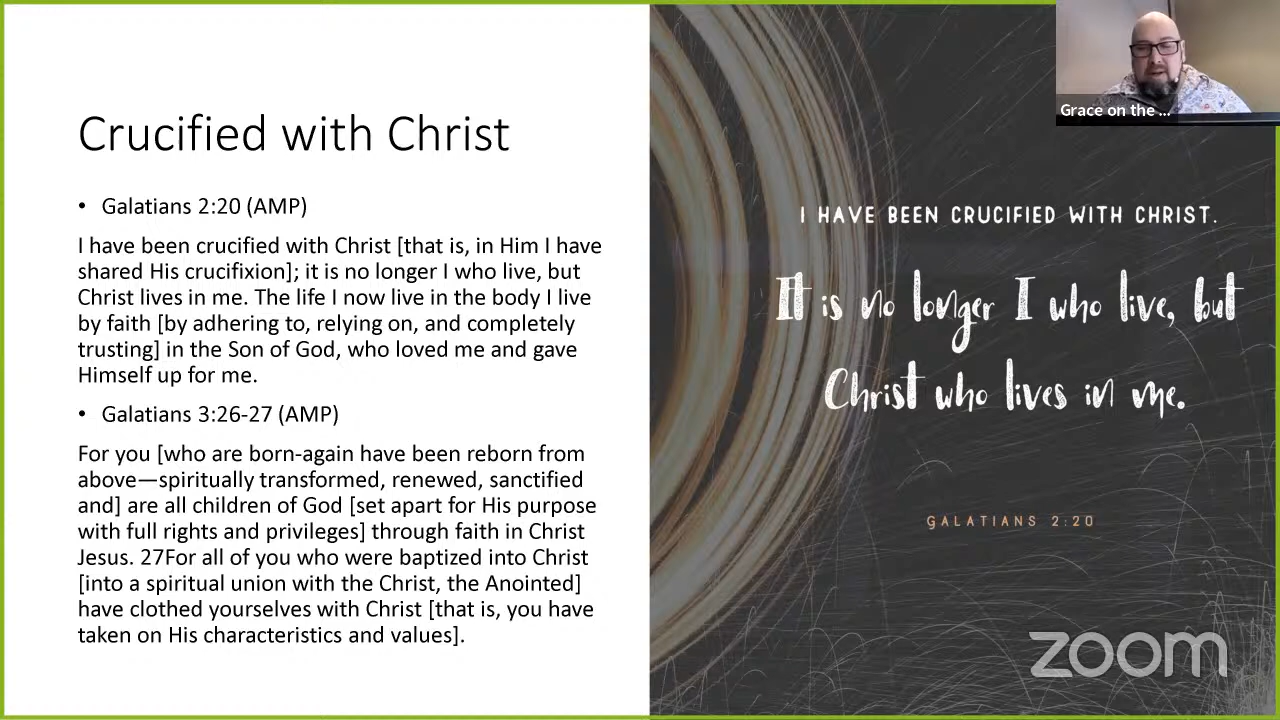 Crucified with Christ
• Galatians 2:20 (AMP)
I have been crucified with Christ [that is, in Him I have
shared His crucifixion]; it is no longer I who live, but
Christ lives in me. The life I now live in the body I live
by faith [by adhering to, relying on, and completely
trusting] in the Son of God, who loved me and gave
Himself up for me.
• Galatians 3:26-27 (AMP)
For you [who are born-again have been reborn from
above—spiritually transformed, renewed, sanctified
and] are all children of God [set apart for His purpose
with full rights and privileges] through faith in Christ
Jesus. 27For all of you who were baptized into Christ
[into a spiritual union with the Christ, the Anointed]
have clothed yourselves with Christ [that is, you have
taken on His characteristics and values].
Grace on the ...
I HAVE BEEN CRUCIFIED WITH CHRIST.
It is no longer I who live, but
Christ who lives in me.
GALATIANS 2:20
zoom